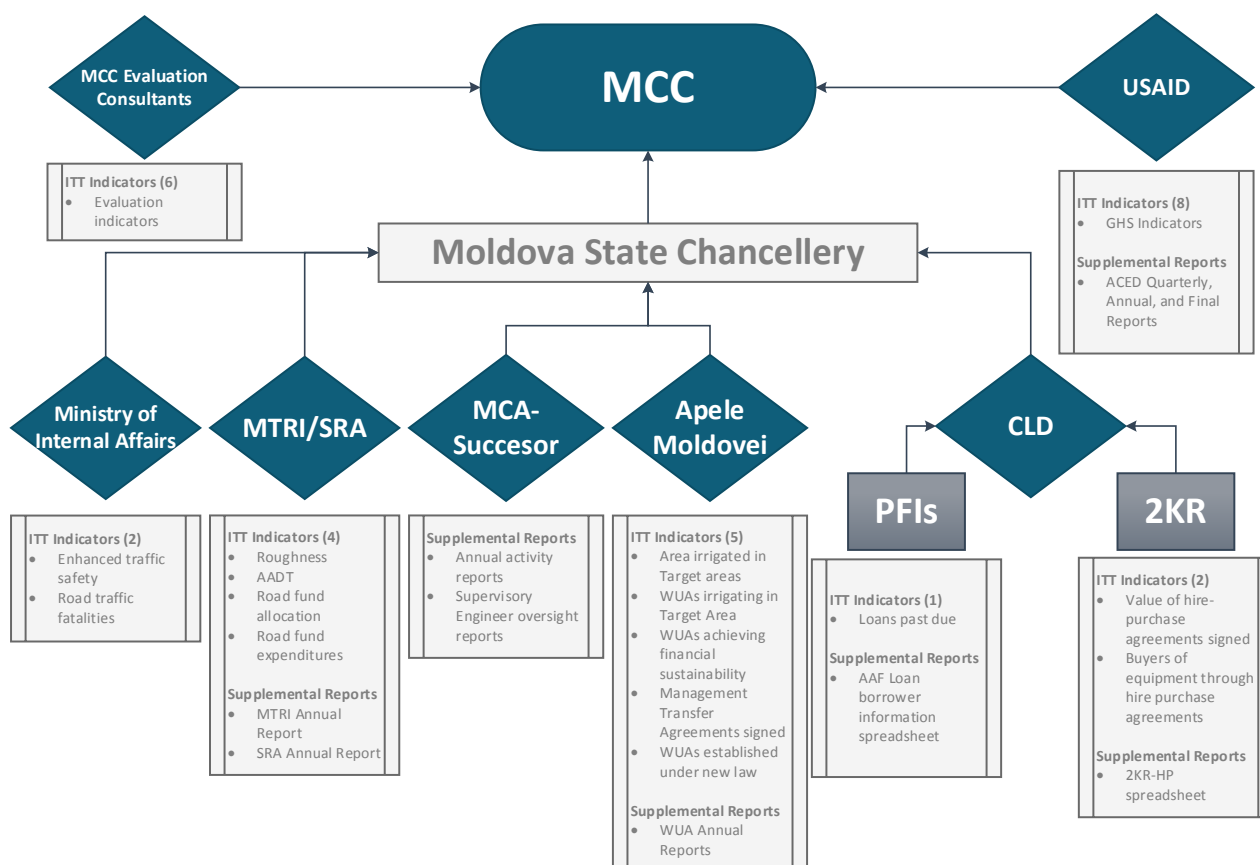 MCC Evaluation
Consultants
MCC
USAID
ITT Indicators (6)
• Evaluation
indicators
ITT Indicators (8)
• GHS Indicators
Supplemental Reports
• ACED Quarterly,
Annual, and Final
Reports
Moldova State Chancellery
Ministry of
Internal Affairs
MTRI/SRA
MCA-
Succesor
Apele
Moldovei
CLD
PFIs
2KR
ITT Indicators (2)
• Enhanced traffic
safety
• Road traffic
fatalities
ITT Indicators (4)
• Roughness
• AADT
• Road fund
allocation
• Road fund
expenditures
Supplemental Reports
• MTRI Annual
Report
• SRA Annual Report
Supplemental Reports
• Annual activity
reports
• Supervisory
Engineer oversight
reports
ITT Indicators (5)
• Area irrigated in
Target areas
• WUAs irrigating in
Target Area
• WUAs achieving
financial
sustainability
• Management
Transfer
Agreements signed
• WUAs established
under new law
Supplemental Reports
• WUA Annual
Reports
ITT Indicators (1)
• Loans past due
Supplemental Reports
• AAF Loan
borrower
information
spreadsheet
ITT Indicators (2)
• Value of hire-
purchase
agreements signed
• Buyers of
equipment through
hire purchase
agreements
Supplemental Reports
• 2KR-HP
spreadsheet